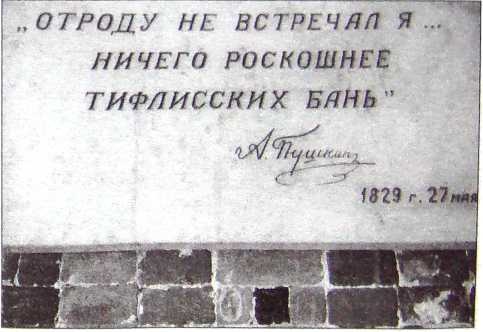 „ОТРОДУ НЕ ВСТРЕЧАЛ Я ...
НИЧЕГО РОСКОШНЕЕ
ТИФЛИССКИХ БАНЬ”
А. Пушкин
1829 г. 27 мая